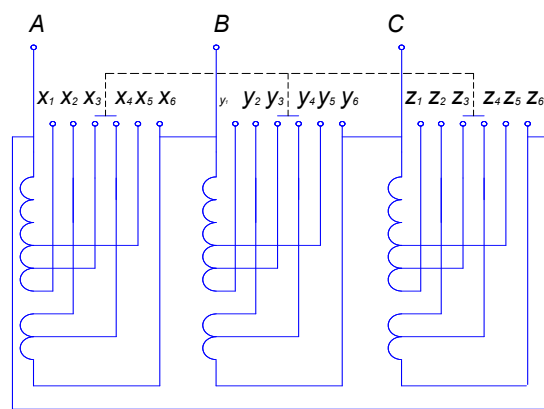 A B C
x₁ x₂ x₃ x₄ x₅ x₆ y₁ y₂ y₃ y₄ y₅ y₆ z₁ z₂ z₃ z₄ z₅ z₆